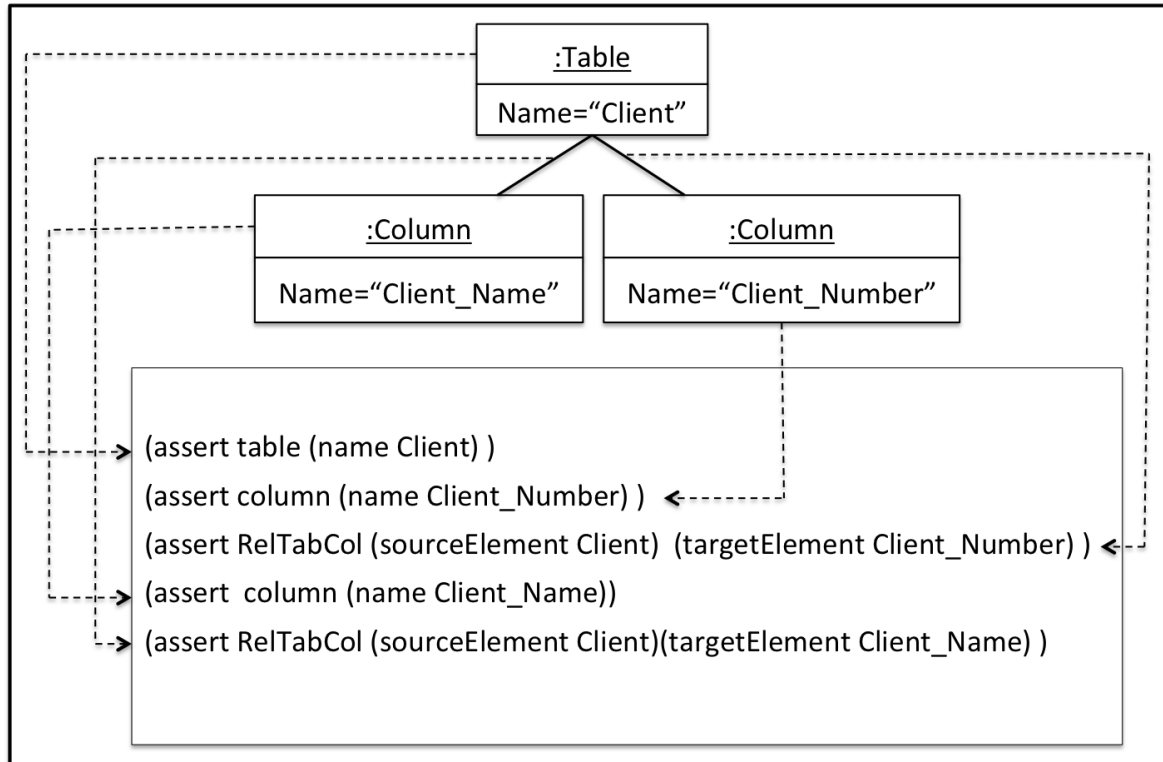 :Table
Name=“Client”
:Column
Name=“Client_Name”
:Column
Name=“Client_Number”
(assert table (name Client) )
(assert column (name Client_Number) )
(assert RelTabCol (sourceElement Client)  (targetElement Client_Number) )
(assert  column (name Client_Name))
(assert RelTabCol (sourceElement Client)(targetElement Client_Name) )